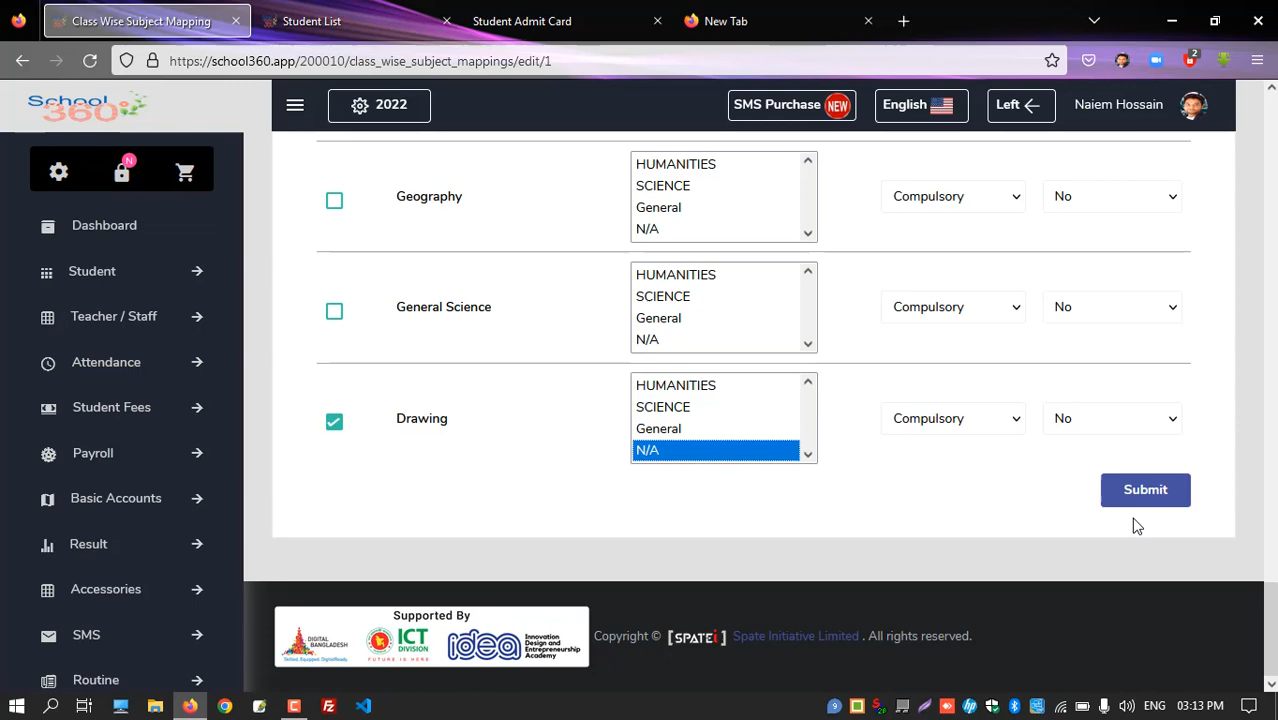 Class Wise Subject Mapping
Student List
Student Admit Card
New Tab
https://school360.app/200010/class_wise_subject_mappings/edit/1
2
School
360°
2022
SMS Purchase NEW
English
Left
Naiem Hossain
N
Dashboard
Student
Teacher / Staff
Attendance
Student Fees
Payroll
Basic Accounts
Result
Accessories
SMS
Routine
Geography
HUMANITIES
SCIENCE
General
N/A
Compulsory
No
General Science
HUMANITIES
SCIENCE
General
N/A
Compulsory
No
Drawing
HUMANITIES
SCIENCE
General
N/A
Compulsory
No
Submit
Supported By
DIGITAL BANGLADESH
ICT DIVISION
FUTURE IS HERE
idea
Innovation Design and Entrepreneurship Academy
Copyright © [SPATEi] Spate Initiative Limited . All rights reserved.
ENG 03:13 PM